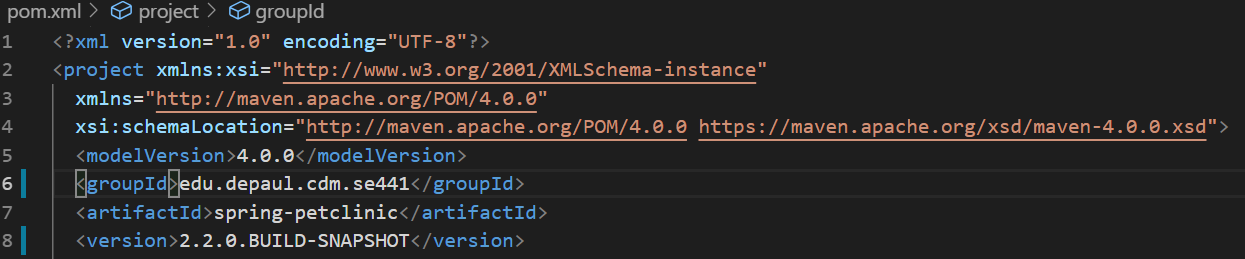 pom.xml > project > groupId
1 <?xml version="1.0" encoding="UTF-8"?>
2 <project xmlns:xsi="http://www.w3.org/2001/XMLSchema-instance"
3 xmlns="http://maven.apache.org/POM/4.0.0"
4 xsi:schemaLocation="http://maven.apache.org/POM/4.0.0 https://maven.apache.org/xsd/maven-4.0.0.xsd">
5 <modelVersion>4.0.0</modelVersion>
6 <groupId>edu.depaul.cdm.se441</groupId>
7 <artifactId>spring-petclinic</artifactId>
8 <version>2.2.0.BUILD-SNAPSHOT</version>